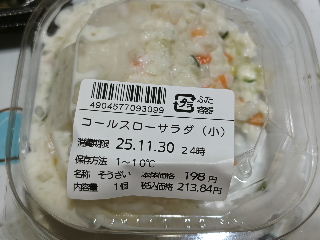 4904577093099
プラ
ふた
容器
コールスローサラダ（小）
消費期限 25.11.30 24時
保存方法 1～10℃
名称 そうざい 本体価格 198円
内容量 1個 税込価格 213.84円